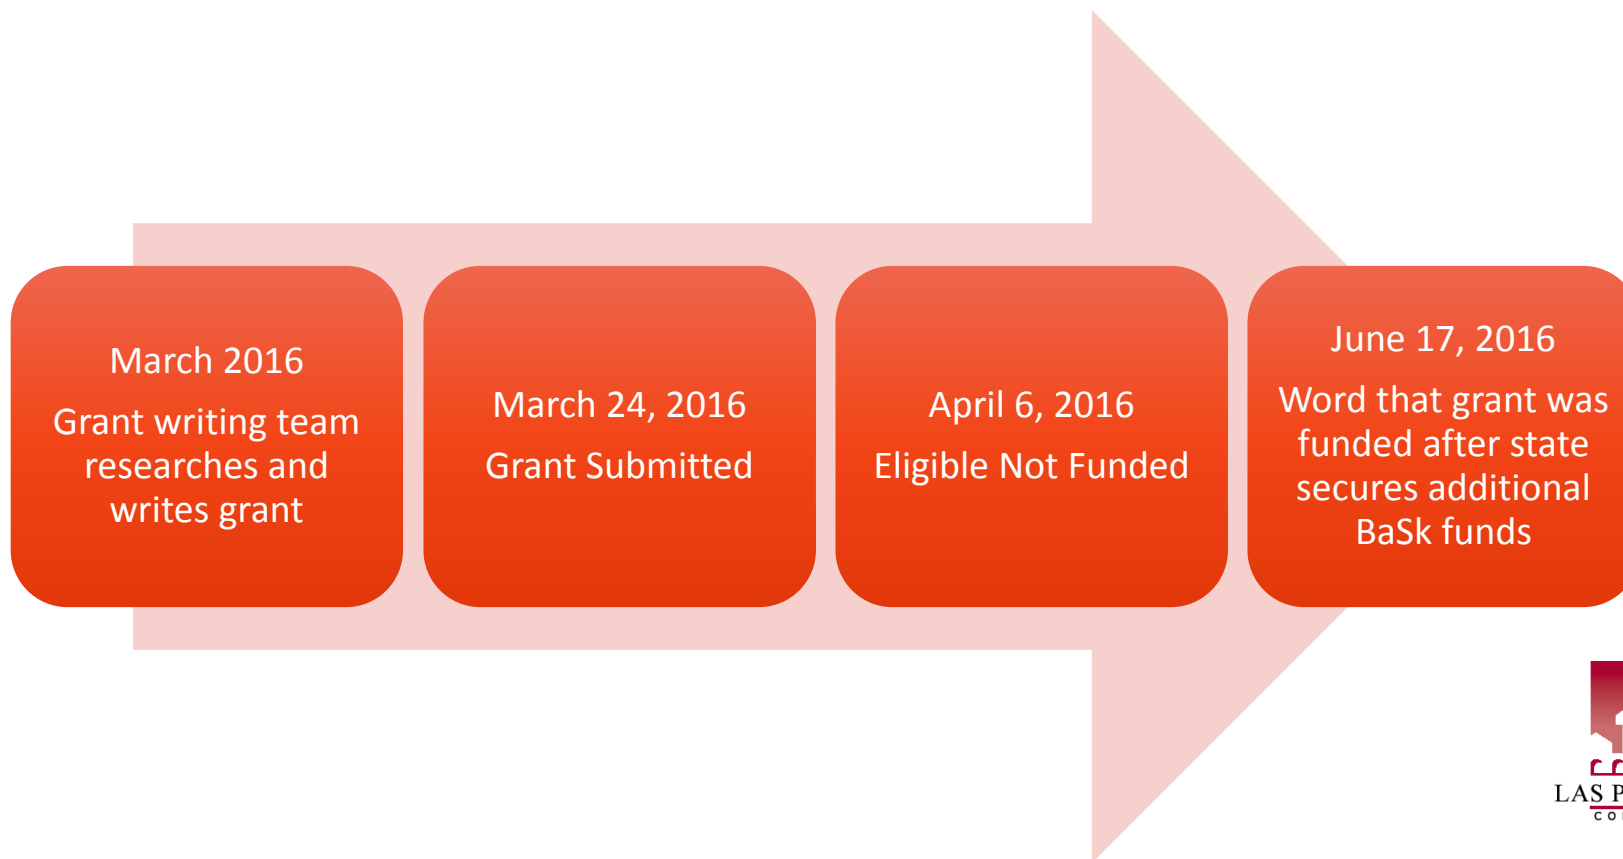 March 2016
Grant writing team
researches and
writes grant
March 24, 2016
Grant Submitted
April 6, 2016
Eligible Not Funded
June 17, 2016
Word that grant was
funded after state
secures additional
BaSk funds
LAS